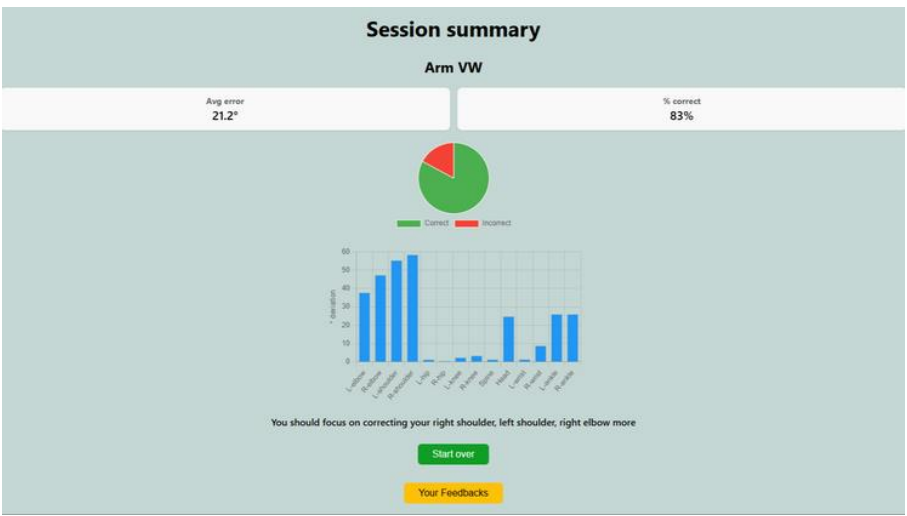 Session summary
Arm VW
Avg error
21.2°
% correct
83%
Correct Incorrect
60
50
40
30
20
10
0
° deviation
L-elbow
R-elbow
L-shoulder
R-shoulder
L-hip
R-hip
L-knee
R-knee
Spine
Head
L-wrist
R-wrist
L-ankle
R-ankle
You should focus on correcting your right shoulder, left shoulder, right elbow more
Start over
Your Feedbacks